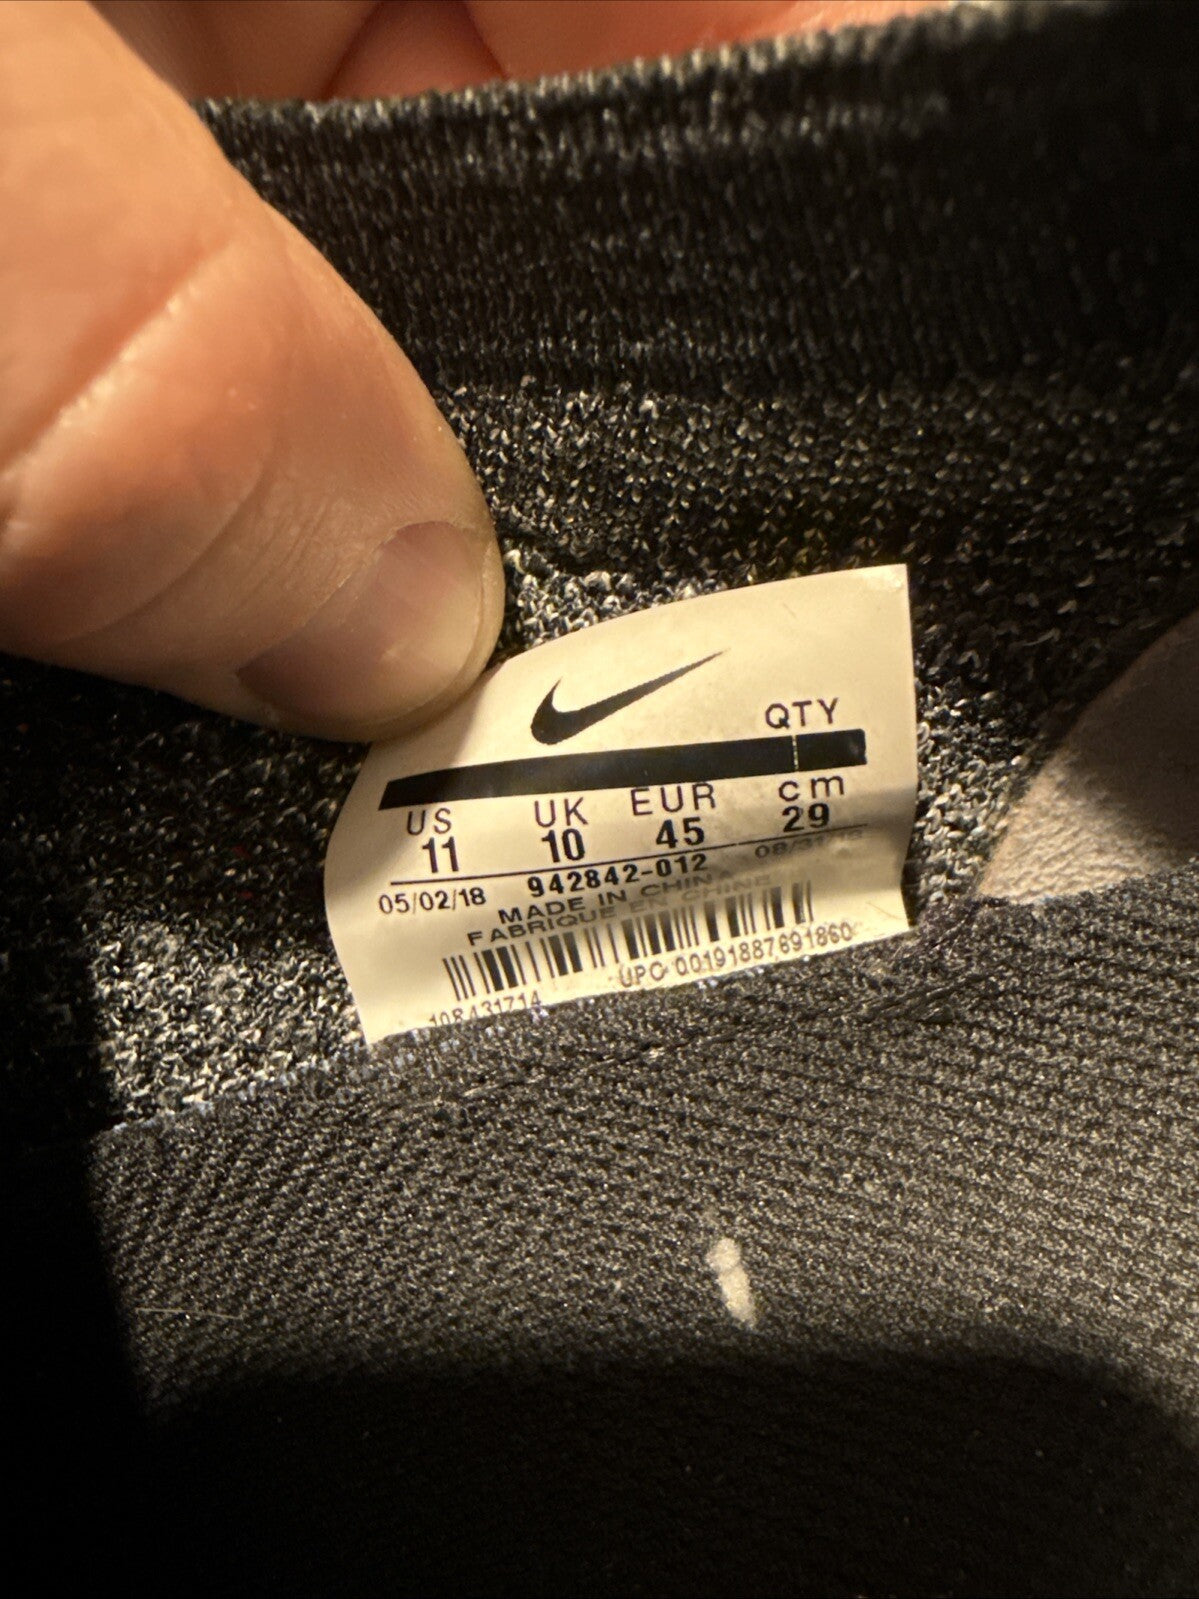 QTY
US UK EUR cm
11 10 45 29
05/02/18 942842-012
MADE IN CHINA
FABRIQUE EN CHINE
UPC 00191887691860